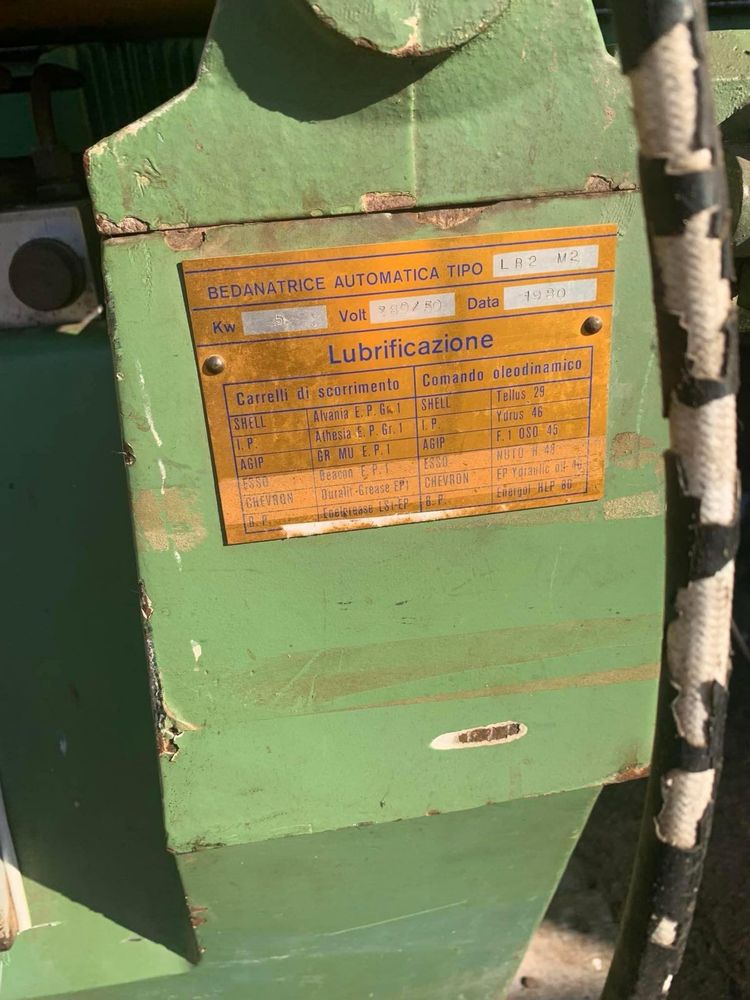 BEDANATRICE AUTOMATICA TIPO LB2 M2
Kw 5 Volt 380/50 Data 1980
Lubrificazione
Carrelli di scorrimento Comando oleodinamico
SHELL Alvania E.P. Gr. 1 SHELL Tellus 29
I.P. Athesia E.P. Gr. 1 I.P. Ydrus 46
AGIP GR MU E.P. 1 AGIP F.1 OSO 45
ESSO Beacon E.P. 1 ESSO NUTO H 48
CHEVRON Duralit-Grease EP1 CHEVRON EP Ydraulic oil 46
B.P. Energrease LS1-EP B.P. Energol HLP 80